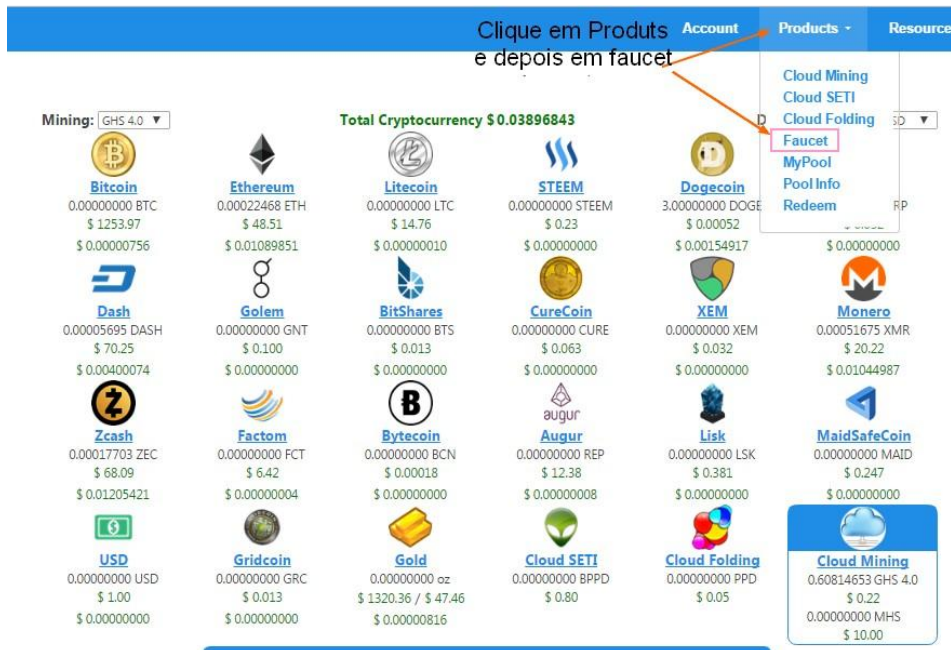 Clique em Produts
e depois em faucet
Account Products Resource
Cloud Mining
Cloud SETI
Cloud Folding
Faucet
MyPool
Pool Info
Redeem
Mining: GHS 4.0 Total Cryptocurrency $ 0.03896843 D SD
Bitcoin Ethereum Litecoin STEEM Dogecoin
0.00000000 BTC 0.00022468 ETH 0.00000000 LTC 0.00000000 STEEM 3.00000000 DOGE RP
$ 1253.97 $ 48.51 $ 14.76 $ 0.23 $ 0.00052
$ 0.00000756 $ 0.01089851 $ 0.00000010 $ 0.00000000 $ 0.00154917 $ 0.00000000
Dash Golem BitShares CureCoin XEM Monero
0.00005695 DASH 0.00000000 GNT 0.00000000 BTS 0.00000000 CURE 0.00000000 XEM 0.00051675 XMR
$ 70.25 $ 0.100 $ 0.013 $ 0.063 $ 0.032 $ 20.22
$ 0.00400074 $ 0.00000000 $ 0.00000000 $ 0.00000000 $ 0.00000000 $ 0.01044987
augur
Zcash Factom Bytecoin Augur Lisk MaidSafeCoin
0.00017703 ZEC 0.00000000 FCT 0.00000000 BCN 0.00000000 REP 0.00000000 LSK 0.00000000 MAID
$ 68.09 $ 6.42 $ 0.00018 $ 12.38 $ 0.381 $ 0.247
$ 0.01205421 $ 0.00000004 $ 0.00000000 $ 0.00000008 $ 0.00000000 $ 0.00000000
USD Gridcoin Gold Cloud SETI Cloud Folding Cloud Mining
0.00000000 USD 0.00000000 GRC 0.00000000 oz 0.00000000 BPPD 0.00000000 PPD 0.60814653 GHS 4.0
$ 1.00 $ 0.013 $ 1320.36 / $ 47.46 $ 0.80 $ 0.05 $ 0.22
$ 0.00000000 $ 0.00000000 $ 0.00000816 0.00000000 MHS
$ 10.00